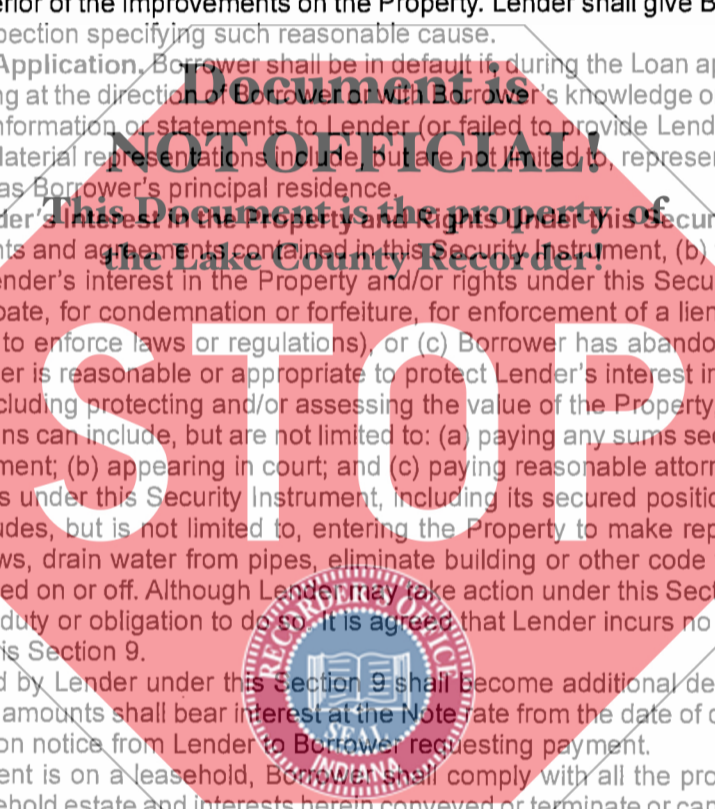 erior of the improvements on the Property. Lender shall give B
pection specifying such reasonable cause.
Application. Borrower shall be in default if, during the Loan ap
Document is
ng at the direction of Borrower or with Borrower's knowledge o
nformation or statements to Lender (or failed to provide Lend
NOT OFFICIAL!
laterial representations include, but are not limited to, represer
as Borrower's principal residence.
This Document is the property of
der's Interest in the Property and Rights Under this Secur
nts and agreements contained in this Security Instrument, (b)
the Lake County Recorder!
ender's interest in the Property and/or rights under this Secu
bate, for condemnation or forfeiture, for enforcement of a lien
to enforce laws or regulations), or (c) Borrower has abando
er is reasonable or appropriate to protect Lender's interest in
STOP
cluding protecting and/or assessing the value of the Property
ns can include, but are not limited to: (a) paying any sums sec
ment; (b) appearing in court; and (c) paying reasonable attorr
s under this Security Instrument, including its secured positio
udes, but is not limited to, entering the Property to make rep
ws, drain water from pipes, eliminate building or other code
ed on or off. Although Lender may take action under this Sect
duty or obligation to do so. It is agreed that Lender incurs no
is Section 9.
RECORDER'S OFFICE
d by Lender under this Section 9 shall become additional de
amounts shall bear interest at the Note rate from the date of d
on notice from Lender to Borrower requesting payment.
SEAL
INDIANA
ent is on a leasehold, Borrower shall comply with all the pro
ehold estate and interests herein conveyed or terminate or can